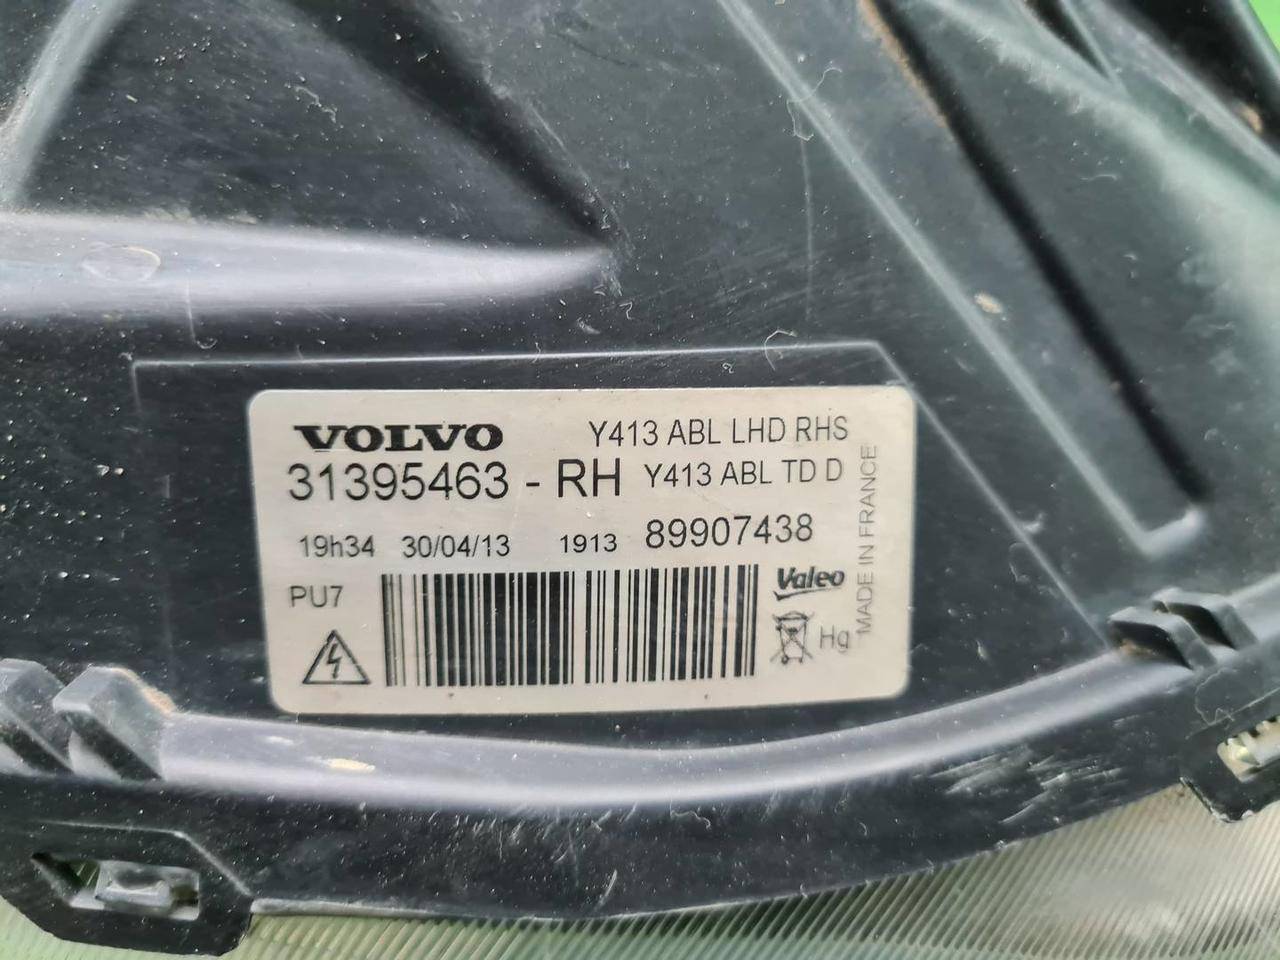 VOLVO Y413 ABL LHD RHS
31395463 - RH Y413 ABL TD D
19h34 30/04/13 1913 89907438
PU7
Valeo
Hg
MADE IN FRANCE